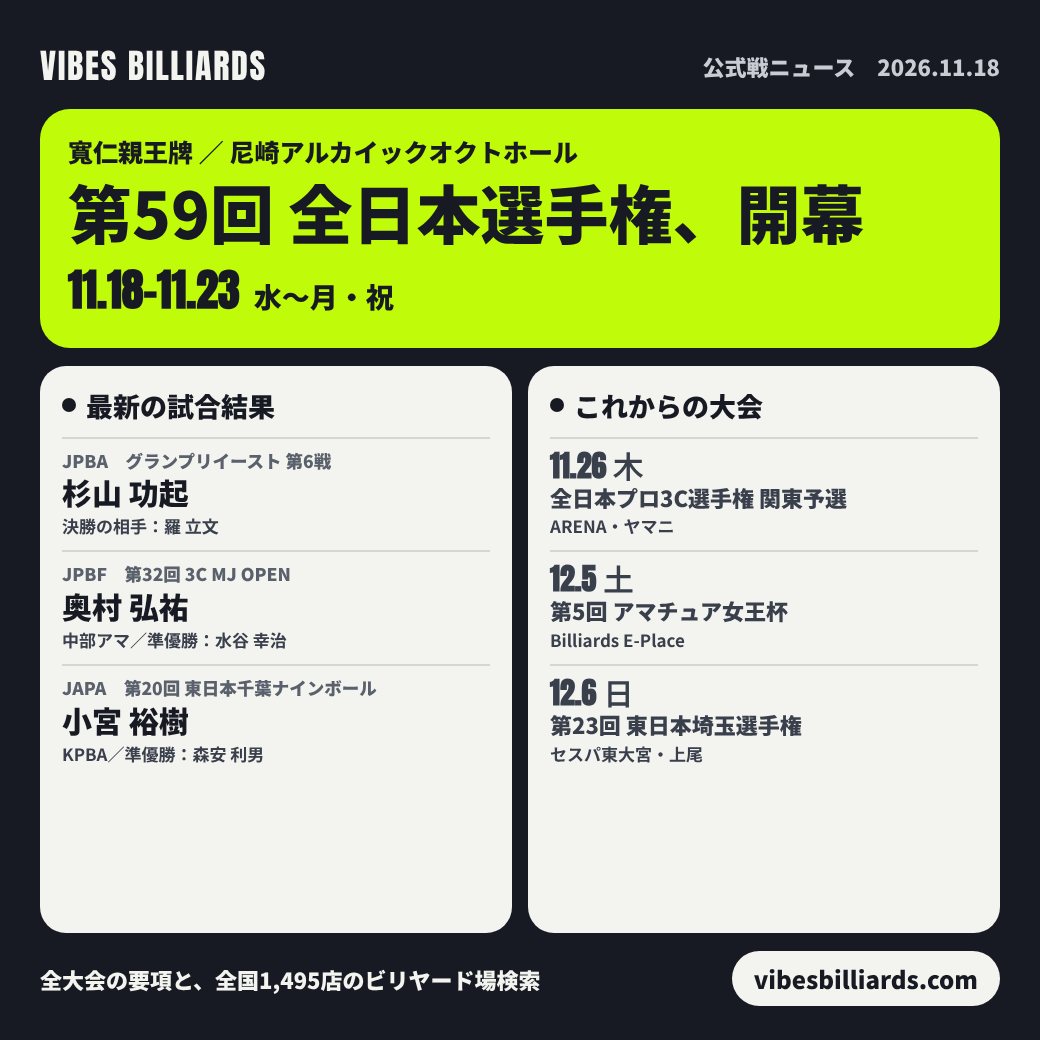 VIBES BILLIARDS
公式戦ニュース 2026.11.18
寬仁親王牌 ／ 尼崎アルカイックオクトホール
第59回 全日本選手権、開幕
11.18-11.23 水〜月・祝
最新の試合結果
JPBA グランプリイースト 第6戦
杉山 功起
決勝の相手：羅 立文
JPBF 第32回 3C MJ OPEN
奥村 弘祐
中部アマ／準優勝：水谷 幸治
JAPA 第20回 東日本千葉ナインボール
小宮 裕樹
KPBA／準優勝：森安 利男
これからの大会
11.26 木
全日本プロ3C選手権 関東予選
ARENA・ヤマニ
12.5 土
第5回 アマチュア女王杯
Billiards E-Place
12.6 日
第23回 東日本埼玉選手権
セスパ東大宮・上尾
全大会の要項と、全国1,495店のビリヤード場検索
vibesbilliards.com